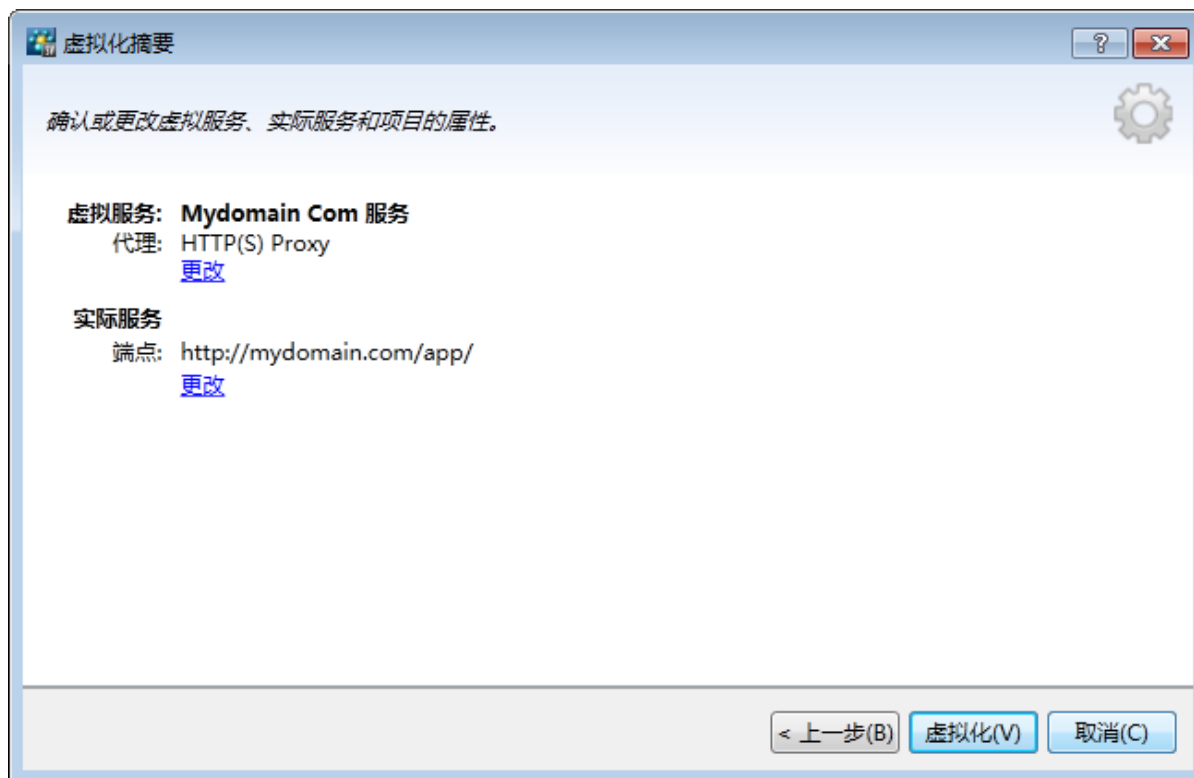 虚拟化摘要
?
确认或更改虚拟服务、实际服务和项目的属性。
虚拟服务: Mydomain Com 服务
代理: HTTP(S) Proxy
更改
实际服务
端点: http://mydomain.com/app/
更改
< 上一步(B) 虚拟化(V) 取消(C)